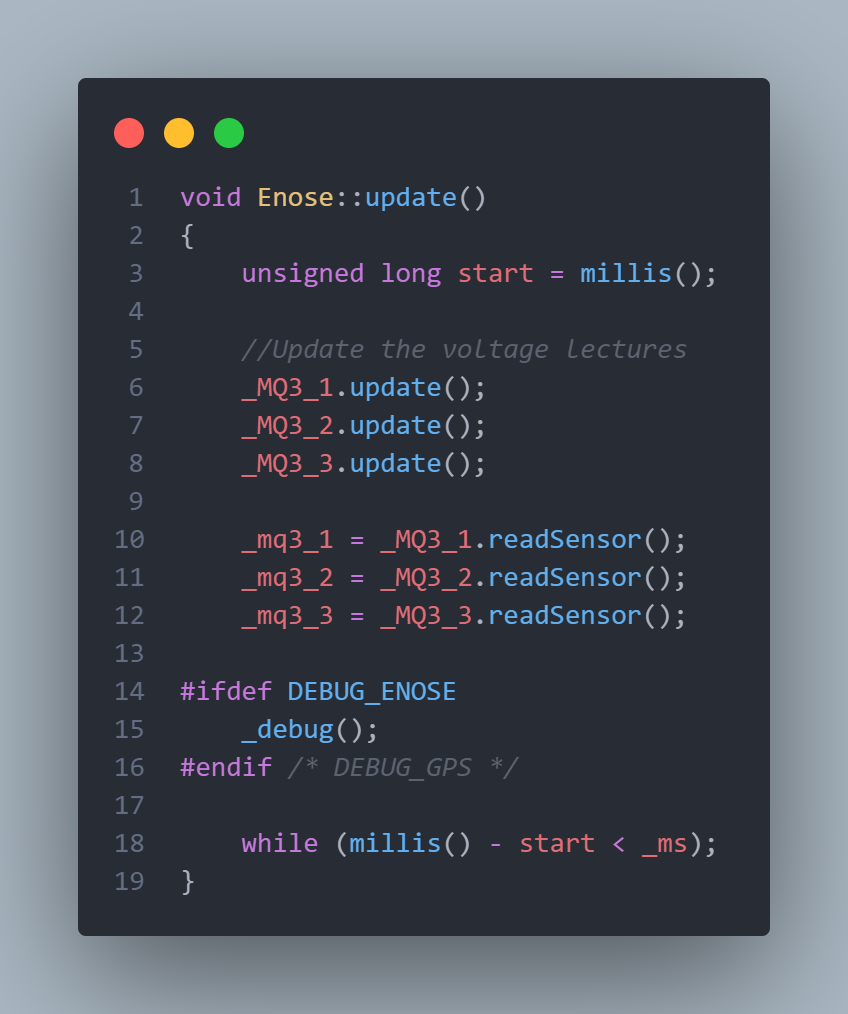 1 void Enose::update()
2 {
3     unsigned long start = millis();
4
5     //Update the voltage lectures
6     _MQ3_1.update();
7     _MQ3_2.update();
8     _MQ3_3.update();
9
10     _mq3_1 = _MQ3_1.readSensor();
11     _mq3_2 = _MQ3_2.readSensor();
12     _mq3_3 = _MQ3_3.readSensor();
13
14 #ifdef DEBUG_ENOSE
15     _debug();
16 #endif /* DEBUG_GPS */
17
18     while (millis() - start < _ms);
19 }